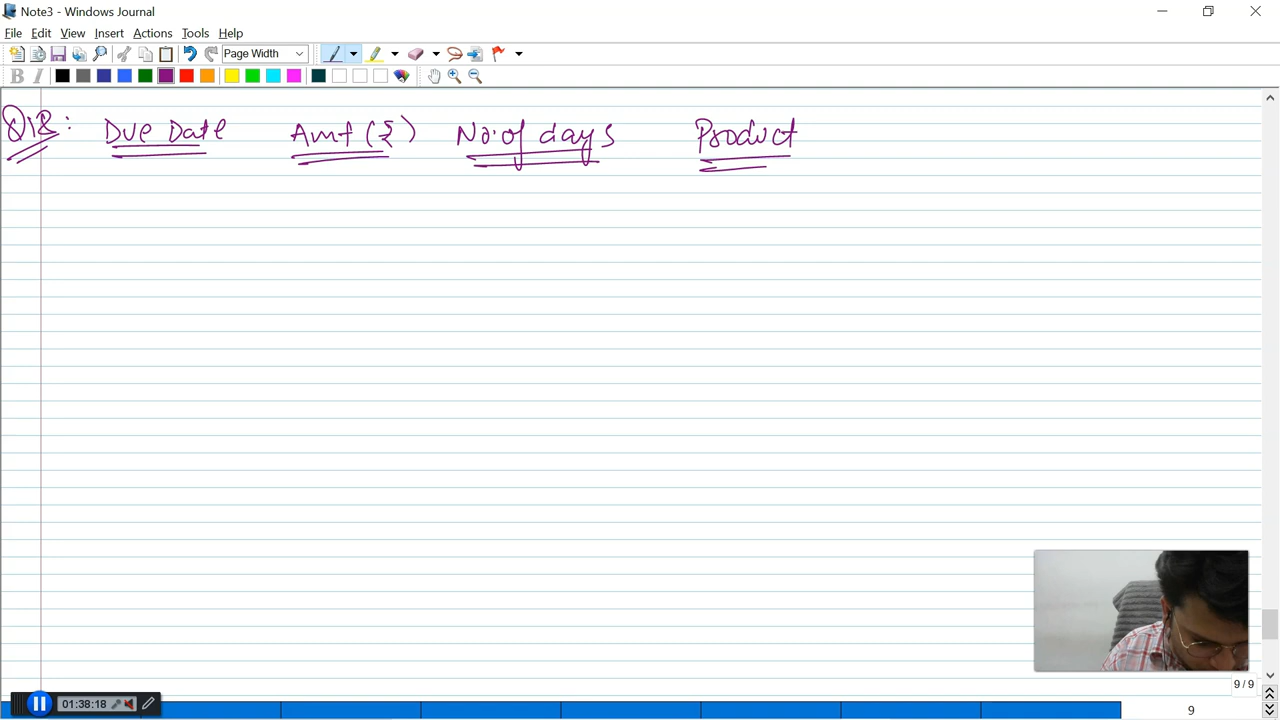 Note3 - Windows Journal
File Edit View Insert Actions Tools Help
Page Width
B I
Q18: Due Date Amt (₹) No. of days Product
9 / 9
01:38:18
9